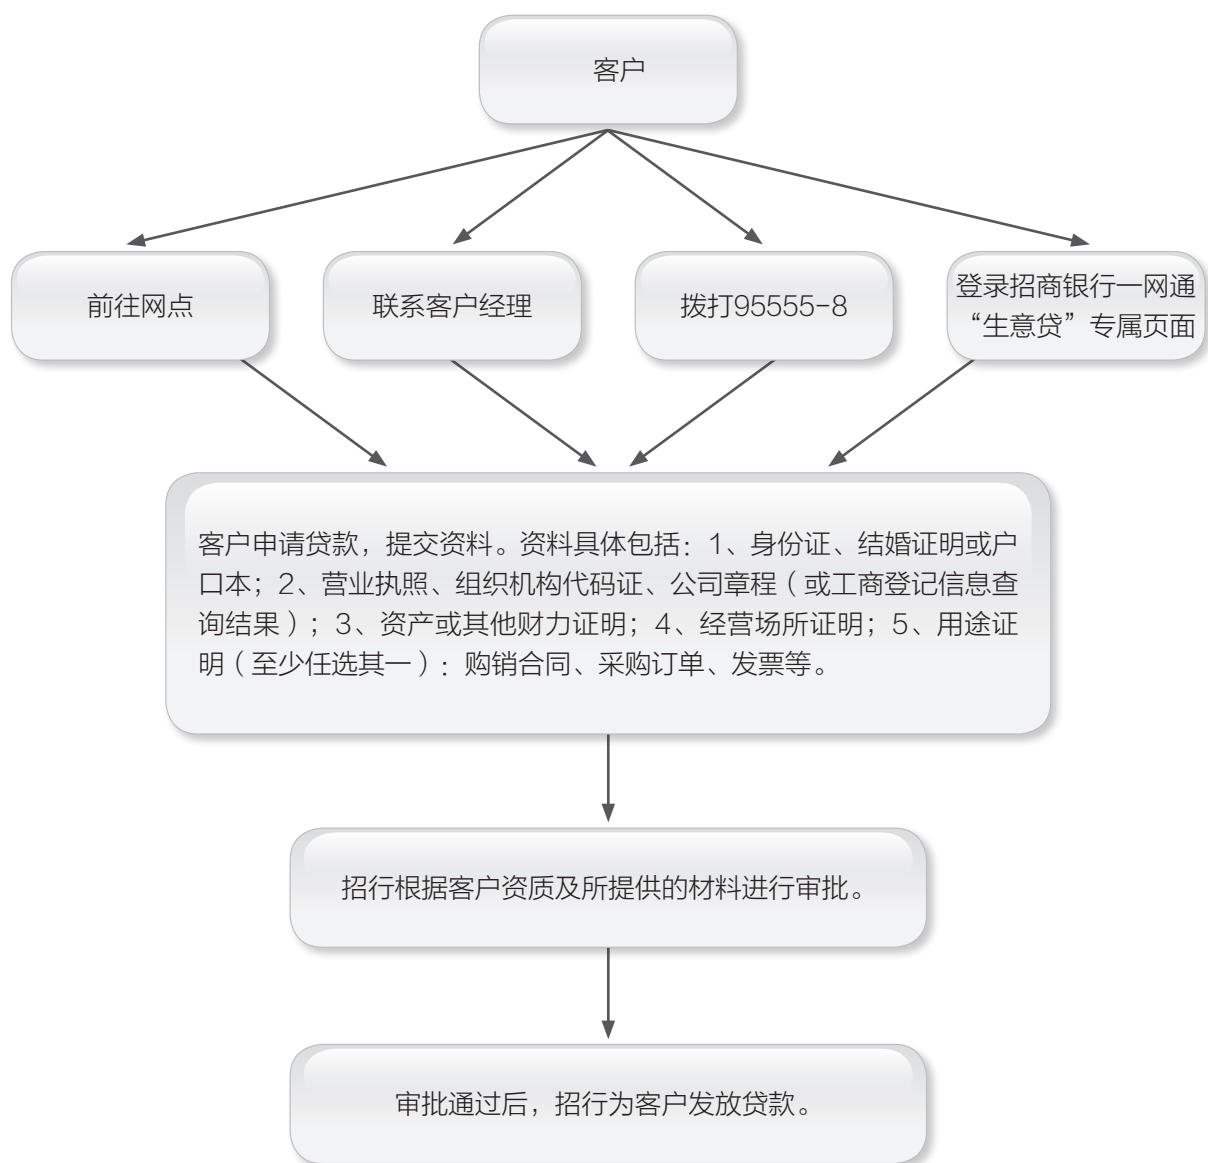 客户
前往网点
联系客户经理
拨打95555-8
登录招商银行一网通
“生意贷”专属页面
客户申请贷款，提交资料。资料具体包括：1、身份证、结婚证明或户
口本；2、营业执照、组织机构代码证、公司章程（或工商登记信息查
询结果）；3、资产或其他财力证明；4、经营场所证明；5、用途证
明（至少任选其一）：购销合同、采购订单、发票等。
招行根据客户资质及所提供的材料进行审批。
审批通过后，招行为客户发放贷款。